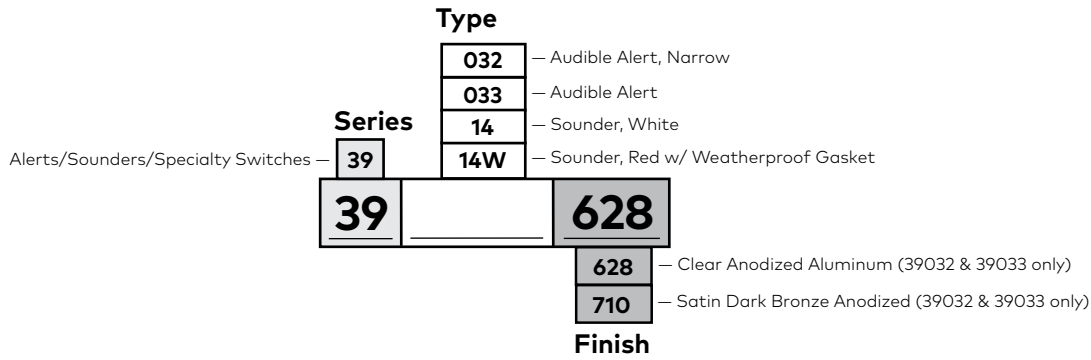 Type
032 — Audible Alert, Narrow
033 — Audible Alert
Series
14 — Sounder, White
Alerts/Sounders/Specialty Switches — 39
14W — Sounder, Red w/ Weatherproof Gasket
39 628
628 — Clear Anodized Aluminum (39032 & 39033 only)
710 — Satin Dark Bronze Anodized (39032 & 39033 only)
Finish